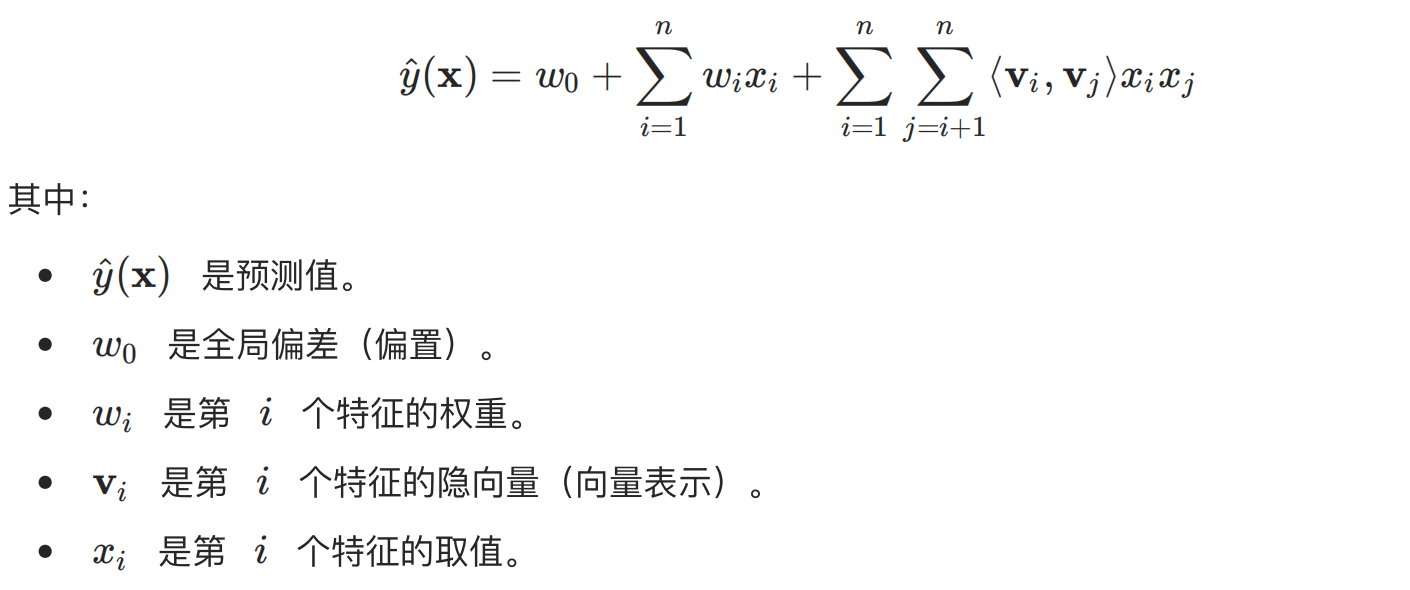 $$\hat{y}(\mathbf{x}) = w_0 + \sum_{i=1}^{n} w_i x_i + \sum_{i=1}^{n} \sum_{j=i+1}^{n} \langle \mathbf{v}_i, \mathbf{v}_j \rangle x_i x_j$$
其中：
• $\hat{y}(\mathbf{x})$ 是预测值。
• $w_0$ 是全局偏差（偏置）。
• $w_i$ 是第 $i$ 个特征的权重。
• $\mathbf{v}_i$ 是第 $i$ 个特征的隐向量（向量表示）。
• $x_i$ 是第 $i$ 个特征的取值。